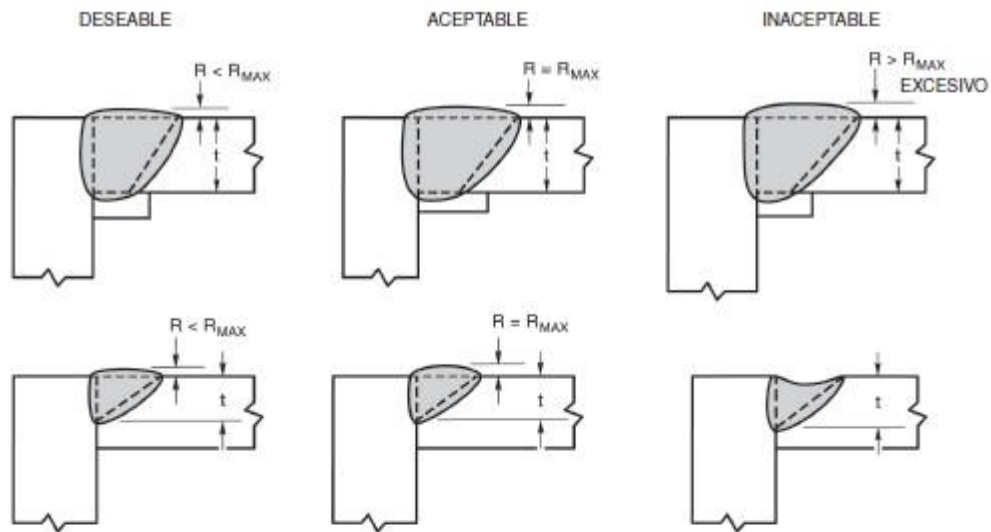 DESEABLE
ACEPTABLE
INACEPTABLE
R < RMAX
R = RMAX
R > RMAX
EXCESIVO
t
t
t
R < RMAX
R = RMAX
t
t
t